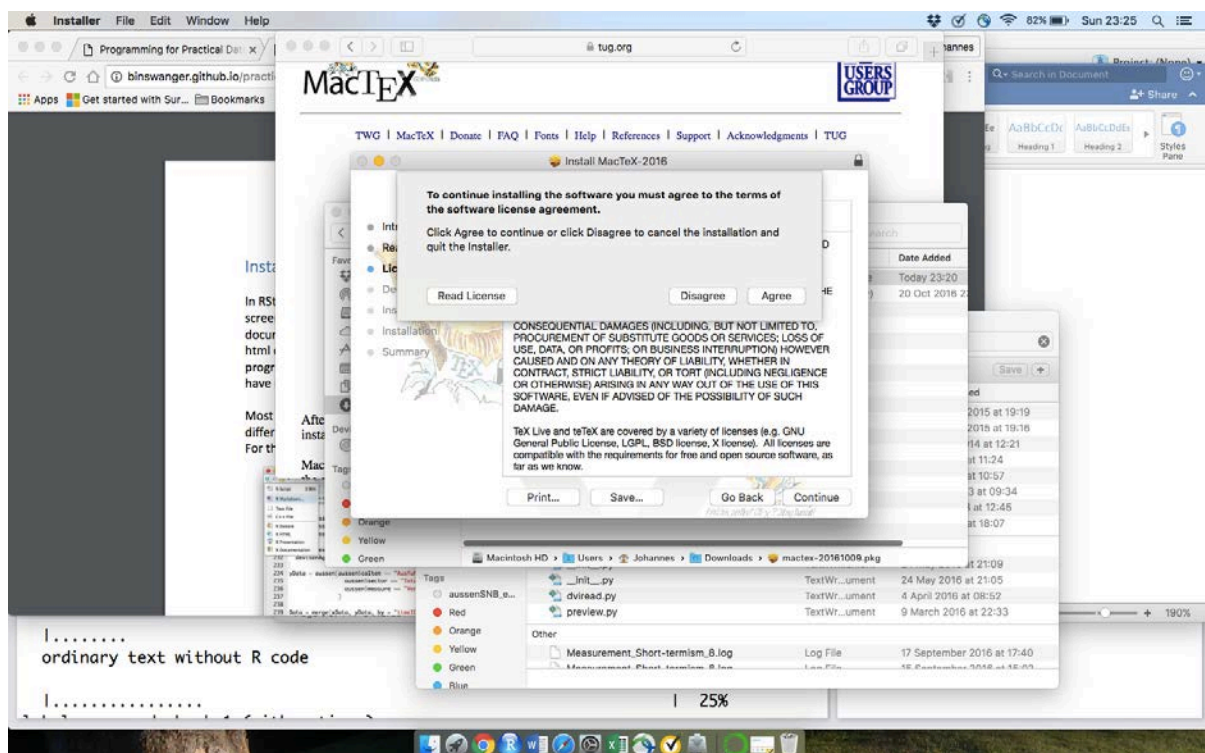 Installer File Edit Window Help
82% Sun 23:25
Programming for Practical Da
tug.org
binswanger.github.io/practi
Apps Get started with Sur... Bookmarks
Search in Document
Share
MacTEX
USERS
GROUP
TWG | MacTeX | Donate | FAQ | Fonts | Help | References | Support | Acknowledgments | TUG
AaBbCcDc AaBbCcDdEe
Heading 1 Heading 2 Styles
Pane
Install MacTeX-2016
To continue installing the software you must agree to the terms of
the software license agreement.
Click Agree to continue or click Disagree to cancel the installation and
quit the Installer.
Read License Disagree Agree
Installation
Summary
CONSEQUENTIAL DAMAGES (INCLUDING, BUT NOT LIMITED TO,
PROCUREMENT OF SUBSTITUTE GOODS OR SERVICES; LOSS OF
USE, DATA, OR PROFITS; OR BUSINESS INTERRUPTION) HOWEVER
CAUSED AND ON ANY THEORY OF LIABILITY, WHETHER IN
CONTRACT, STRICT LIABILITY, OR TORT (INCLUDING NEGLIGENCE
OR OTHERWISE) ARISING IN ANY WAY OUT OF THE USE OF THIS
SOFTWARE, EVEN IF ADVISED OF THE POSSIBILITY OF SUCH
DAMAGE.
TeX Live and teTeX are covered by a variety of licenses (e.g. GNU
General Public License, LGPL, BSD license, X license). All licenses are
compatible with the requirements for free and open source software, as
far as we know.
Print... Save... Go Back Continue
Date Added
Today 23:20
20 Oct 2016
Save +
2015 at 19:19
2015 at 19:16
at 12:21
at 11:24
at 10:57
at 09:34
at 12:46
at 18:07
Orange
Yellow
Green
Macintosh HD Users Johannes Downloads mactex-20161009.pkg
at 21:09
Tags
__init__.py TextWr...ument 24 May 2016 at 21:05
aussenSNB_e... dviread.py TextWr...ument 4 April 2016 at 08:52
Red preview.py TextWr...ument 9 March 2016 at 22:33
190%
Orange Other
Yellow Measurement_Short-termism_8.log Log File 17 September 2016 at 17:40
Green
Blue
In RSt
docum
html
progr
have
Most
differ
For th
|........
ordinary text without R code
|................ | 25%